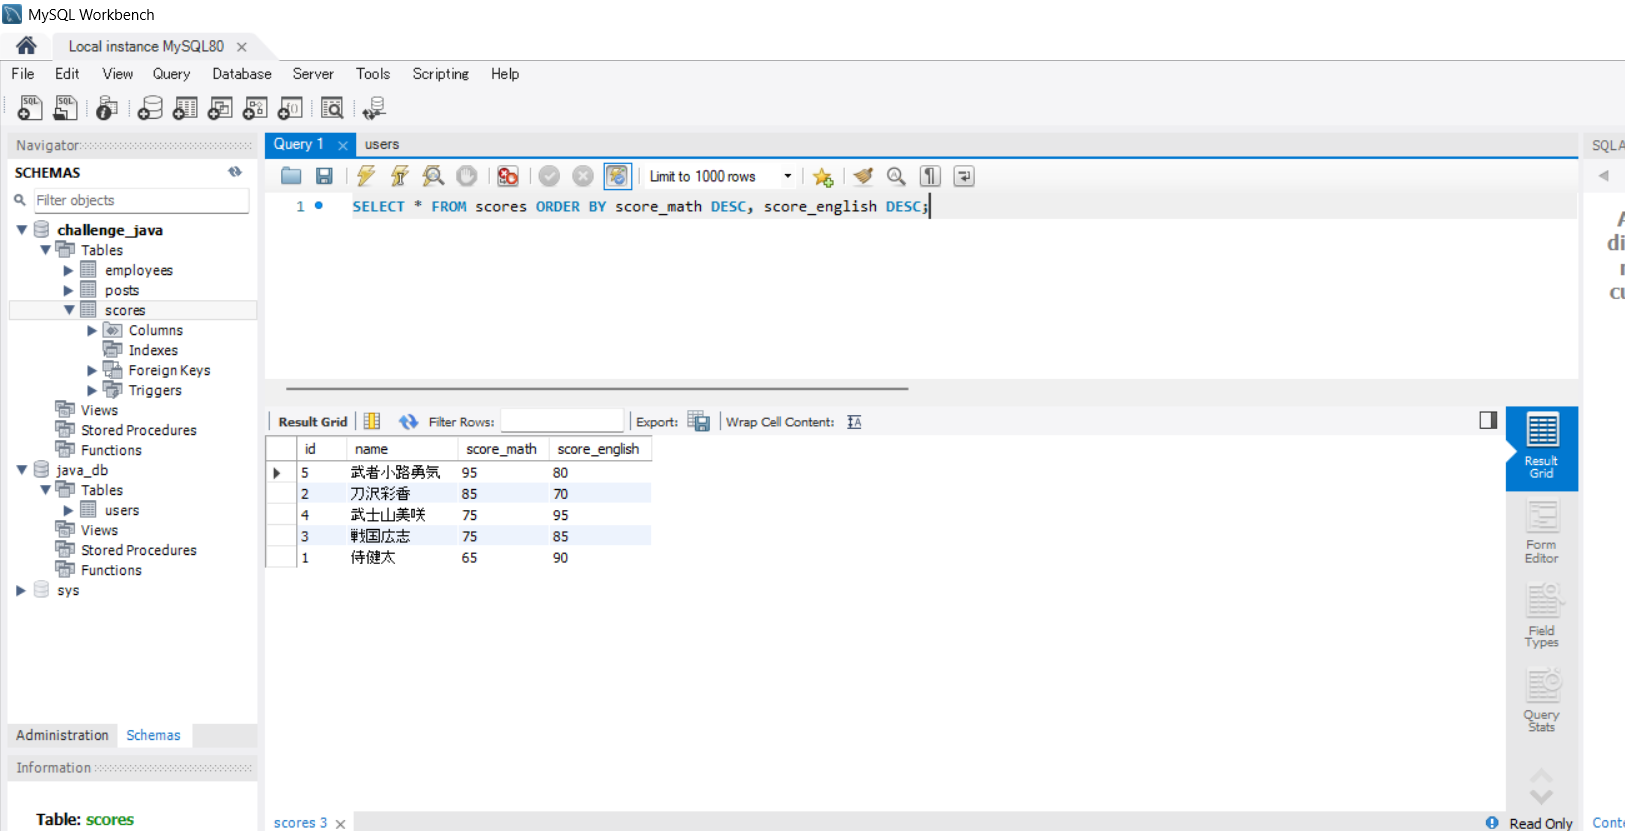 MySQL Workbench
Local instance MySQL80
File Edit View Query Database Server Tools Scripting Help
Navigator
SCHEMAS
Filter objects
challenge_java
Tables
employees
posts
scores
Columns
Indexes
Foreign Keys
Triggers
Views
Stored Procedures
Functions
java_db
Tables
users
Views
Stored Procedures
Functions
sys
Administration Schemas
Information
Table: scores
Query 1 users
Limit to 1000 rows
1 SELECT * FROM scores ORDER BY score_math DESC, score_english DESC;
Result Grid Filter Rows: Export: Wrap Cell Content:
id name score_math score_english
5 武者小路勇気 95 80
2 刀沢彩香 85 70
4 武士山美咲 75 95
3 戦国広志 75 85
1 侍健太 65 90
Result
Grid
Form
Editor
Field
Types
Query
Stats
scores 3
Read Only
SQLA
di
cu
Conte